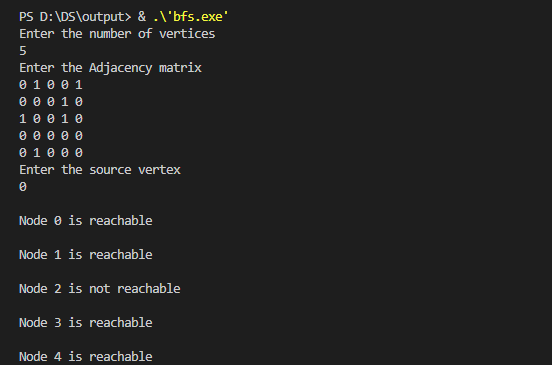 PS D:\DS\output> & .\'bfs.exe'
Enter the number of vertices
5
Enter the Adjacency matrix
0 1 0 0 1
0 0 0 1 0
1 0 0 1 0
0 0 0 0 0
0 1 0 0 0
Enter the source vertex
0
Node 0 is reachable
Node 1 is reachable
Node 2 is not reachable
Node 3 is reachable
Node 4 is reachable